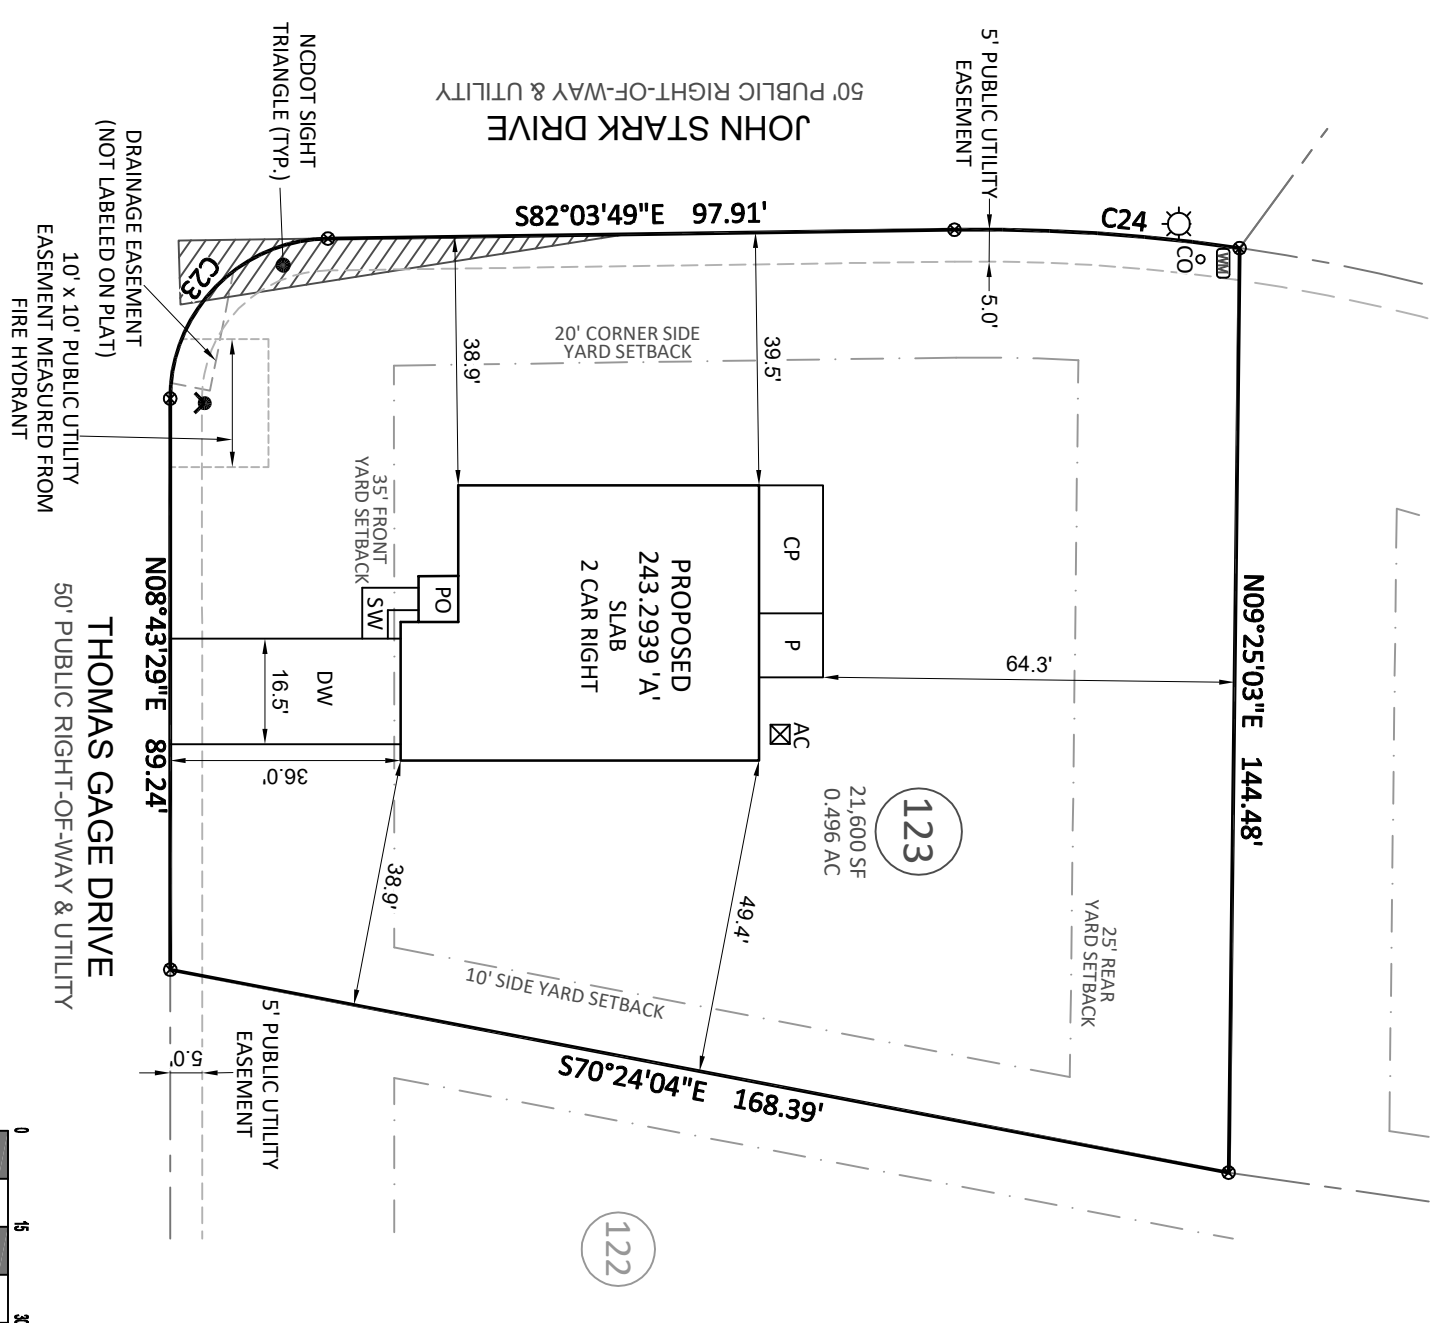 50' PUBLIC RIGHT-OF-WAY & UTILITY
JOHN STARK DRIVE
5' PUBLIC UTILITY
EASEMENT
NCDOT SIGHT
TRIANGLE (TYP.)
DRAINAGE EASEMENT
(NOT LABELED ON PLAT)
10' x 10' PUBLIC UTILITY
EASEMENT MEASURED FROM
FIRE HYDRANT
S82°03'49"E 97.91'
C24
C23
CO
WM
5.0'
20' CORNER SIDE
YARD SETBACK
38.9'
39.5'
35' FRONT
YARD SETBACK
PROPOSED
243.2939 'A'
SLAB
2 CAR RIGHT
CP
P
PO
SW
DW
16.5'
36.0'
AC
64.3'
N09°25'03"E 144.48'
123
21,600 SF
0.496 AC
25' REAR
YARD SETBACK
38.9'
49.4'
10' SIDE YARD SETBACK
S70°24'04"E 168.39'
N08°43'29"E 89.24'
THOMAS GAGE DRIVE
50' PUBLIC RIGHT-OF-WAY & UTILITY
5.0'
5' PUBLIC UTILITY
EASEMENT
122
0
15
30